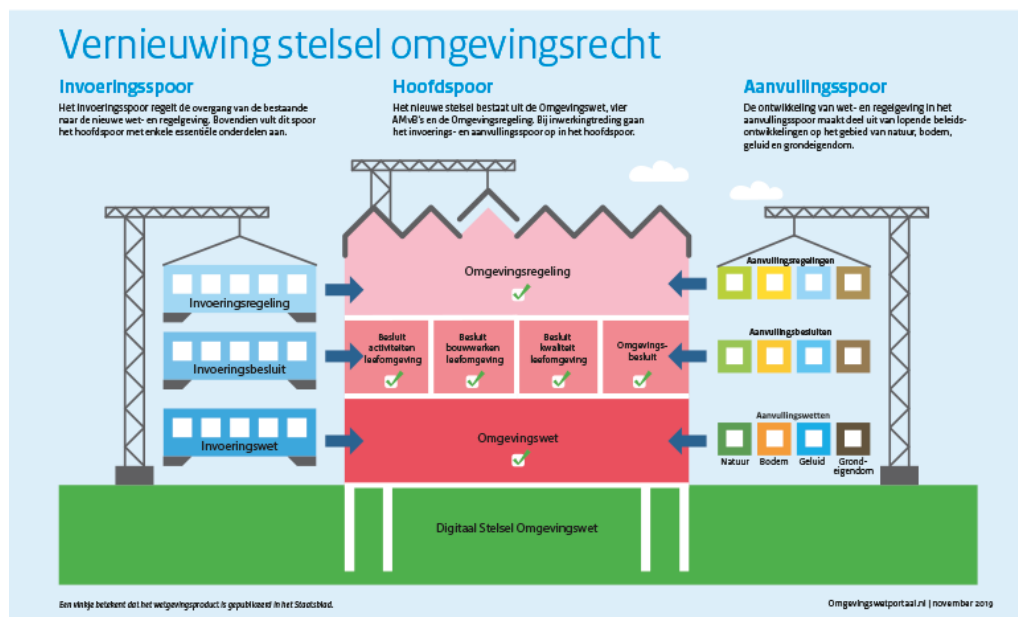 Vernieuwing stelsel omgevingsrecht
Invoeringsspoor
Het invoeringsspoor regelt de overgang van de bestaande
naar de nieuwe wet- en regelgeving. Bovendien vult dit spoor
het hoofdspoor met enkele essentiële onderdelen aan.
Hoofdspoor
Het nieuwe stelsel bestaat uit de Omgevingswet, vier
AMvB's en de Omgevingsregeling. Bij inwerkingtreding gaan
het invoerings- en aanvullingsspoor op in het hoofdspoor.
Aanvullingsspoor
De ontwikkeling van wet- en regelgeving in het
aanvullingsspoor maakt deel uit van lopende beleids-
ontwikkelingen op het gebied van natuur, bodem,
geluid en grondeigendom.
Invoeringsregeling
Omgevingsregeling
Aanvullingsregelingen
Invoeringsbesluit
Besluit
activiteiten
leefomgeving
Besluit
bouwwerken
leefomgeving
Besluit
kwaliteit
leefomgeving
Omgevings-
besluit
Aanvullingsbesluiten
Invoeringswet
Omgevingswet
Aanvullingswetten
Natuur
Bodem
Geluid
Grond-
eigendom
Digitaal Stelsel Omgevingswet
Een vinkje betekent dat het wetgevingsproduct is gepubliceerd in het Staatsblad.
Omgevingswetportaal.nl | november 2019